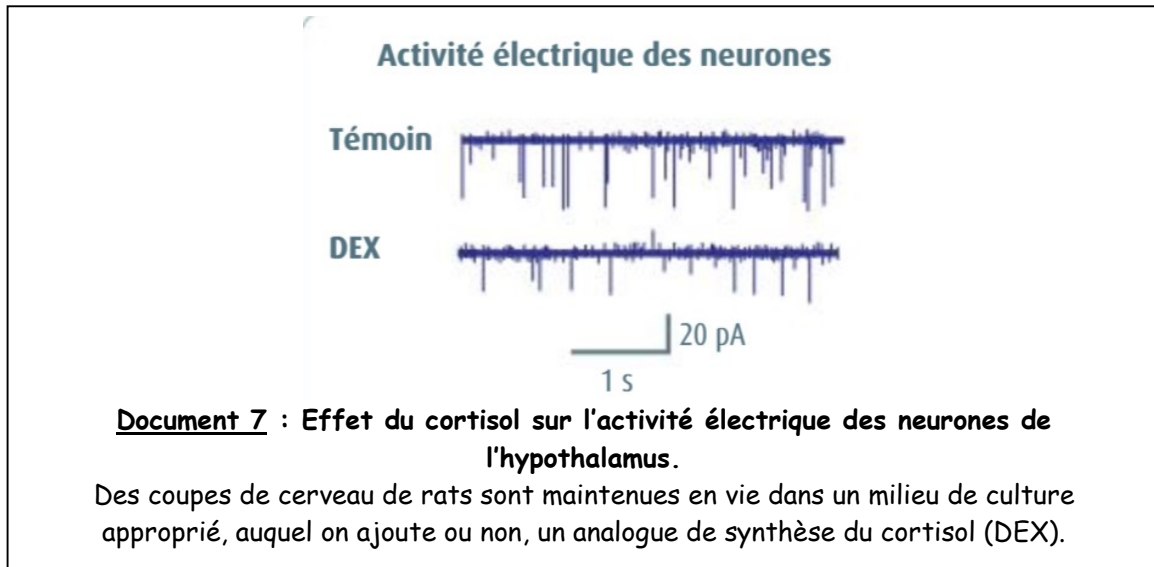 Activité électrique des neurones
Témoin
DEX
20 pA
1 s
Document 7 : Effet du cortisol sur l’activité électrique des neurones de
l’hypothalamus.
Des coupes de cerveau de rats sont maintenues en vie dans un milieu de culture
approprié, auquel on ajoute ou non, un analogue de synthèse du cortisol (DEX).